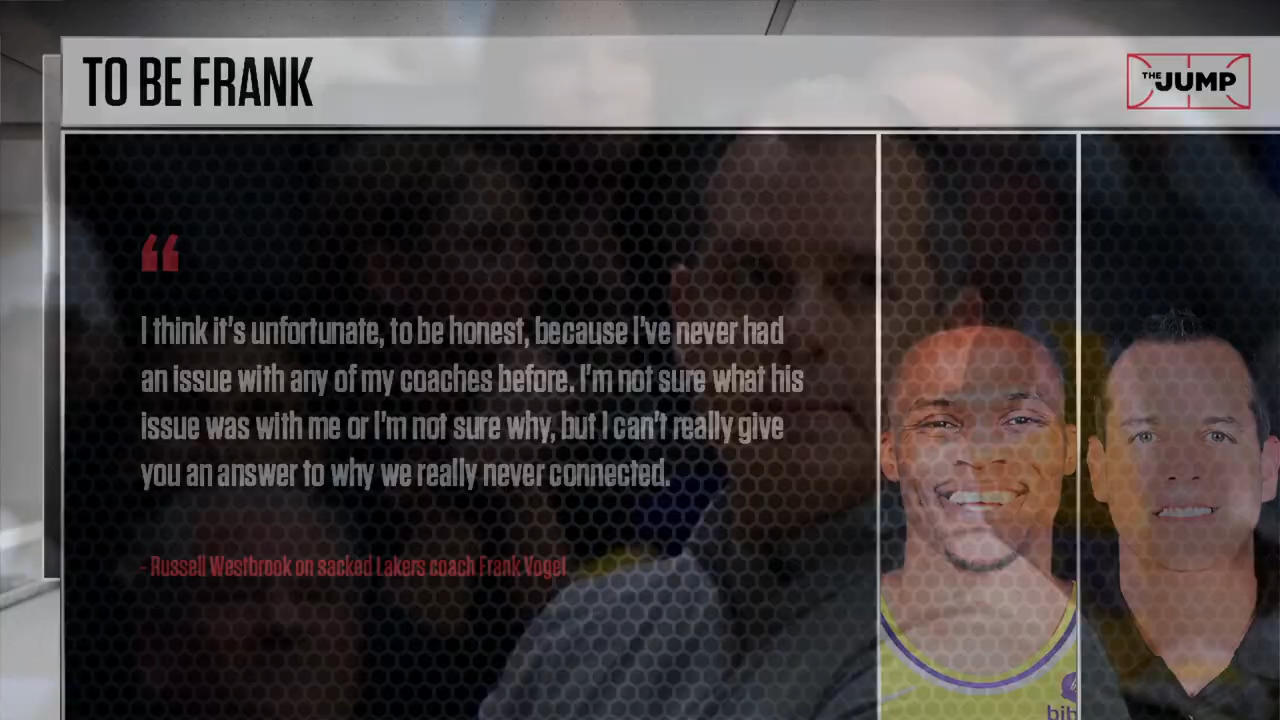 TO BE FRANK
THE JUMP
“
I think it's unfortunate, to be honest, because I've never had
an issue with any of my coaches before. I'm not sure what his
issue was with me or I'm not sure why, but I can't really give
you an answer to why we really never connected.
- Russell Westbrook on sacked Lakers coach Frank Vogel
bib